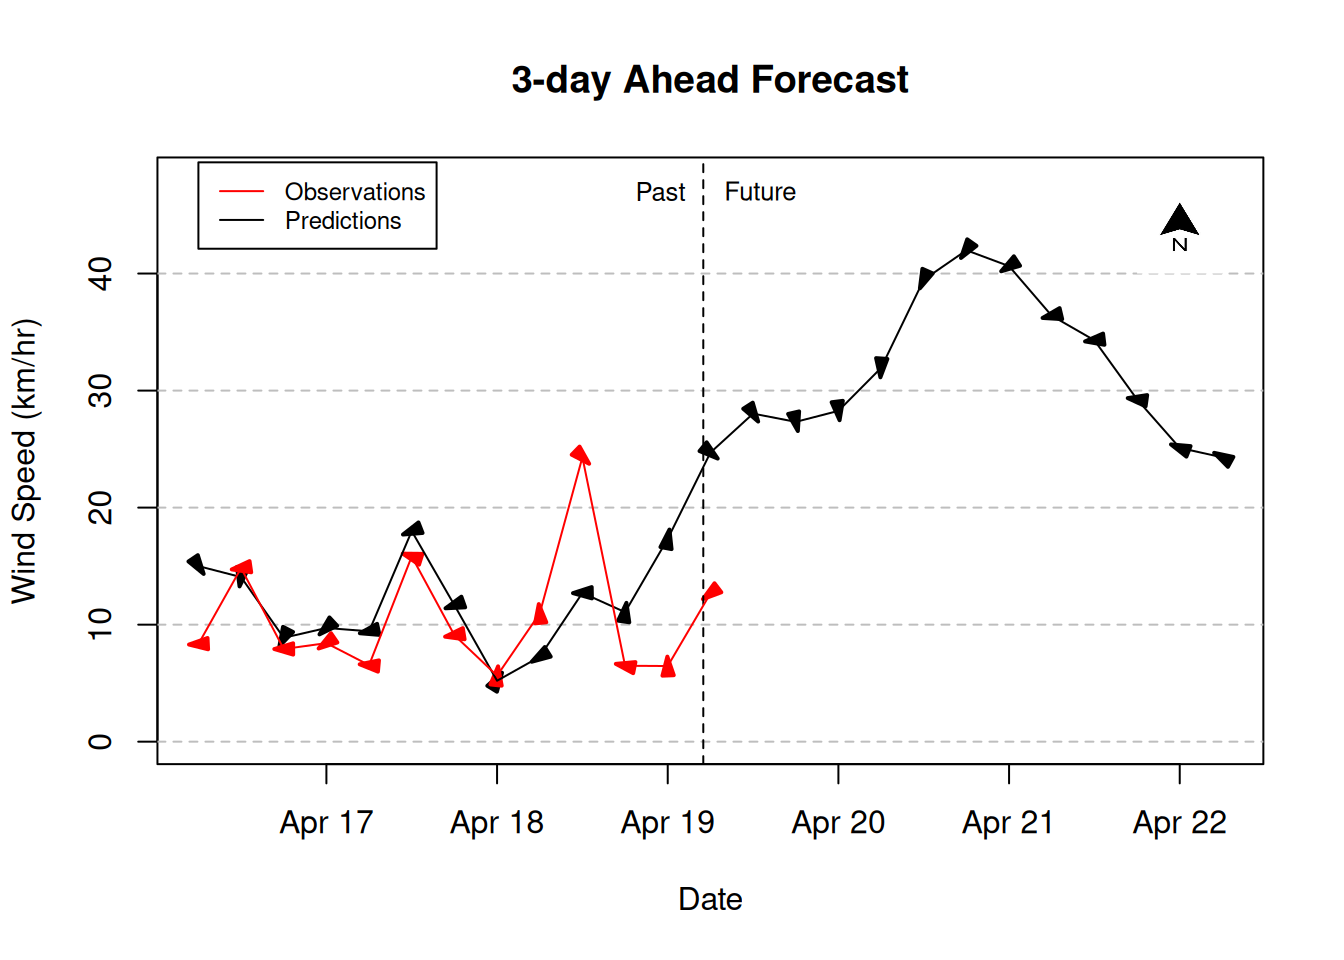 3-day Ahead Forecast
Observations
Predictions
Past
Future
N
Wind Speed (km/hr)
40
30
20
10
0
Apr 17
Apr 18
Apr 19
Apr 20
Apr 21
Apr 22
Date